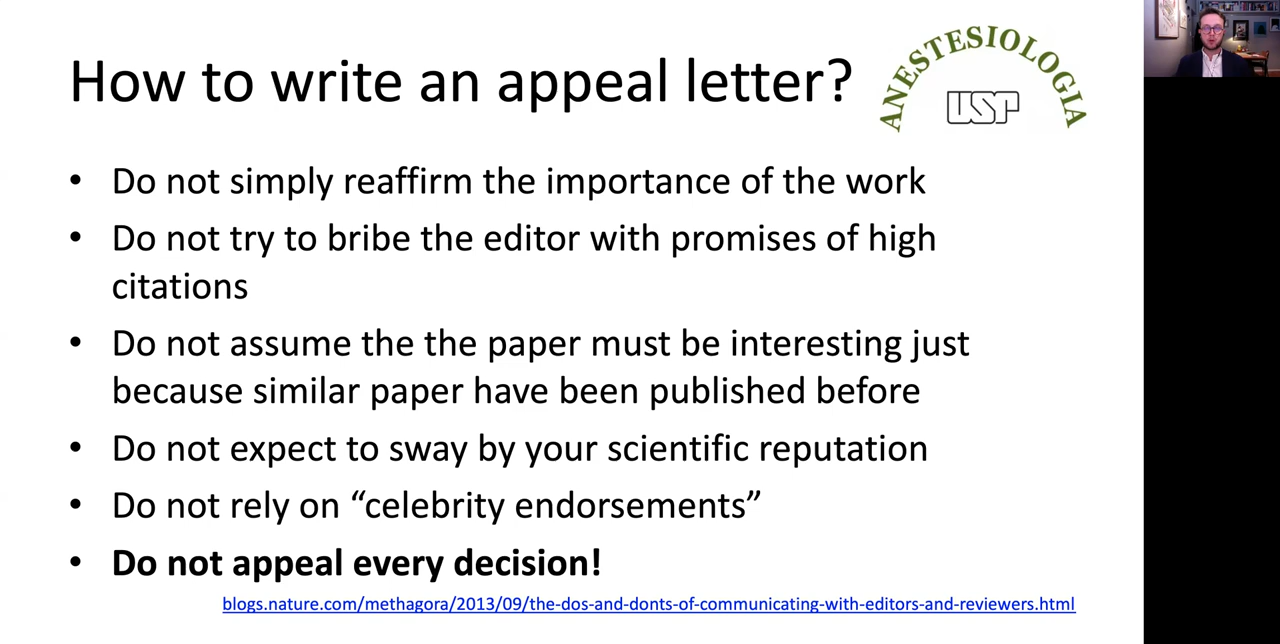 How to write an appeal letter?
ANESTESIOLOGIA
USP
• Do not simply reaffirm the importance of the work
• Do not try to bribe the editor with promises of high
citations
• Do not assume the the paper must be interesting just
because similar paper have been published before
• Do not expect to sway by your scientific reputation
• Do not rely on “celebrity endorsements”
• Do not appeal every decision!
blogs.nature.com/methagora/2013/09/the-dos-and-donts-of-communicating-with-editors-and-reviewers.html